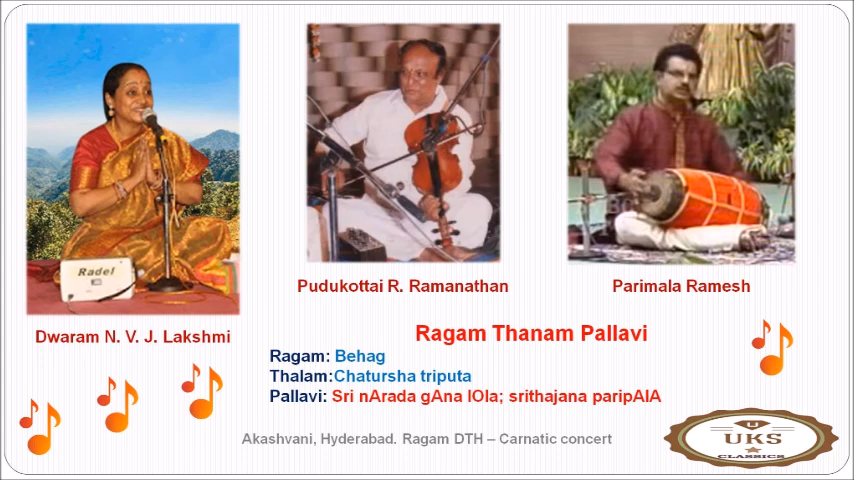 Radel
Pudukottai R. Ramanathan
Parimala Ramesh
Dwaram N. V. J. Lakshmi
Ragam Thanam Pallavi
Ragam: Behag
Thalam:Chatursha triputa
Pallavi: Sri nArada gAna lOla; srithajana paripAlA
Akashvani, Hyderabad. Ragam DTH – Carnatic concert
U
UKS
CLASSICS